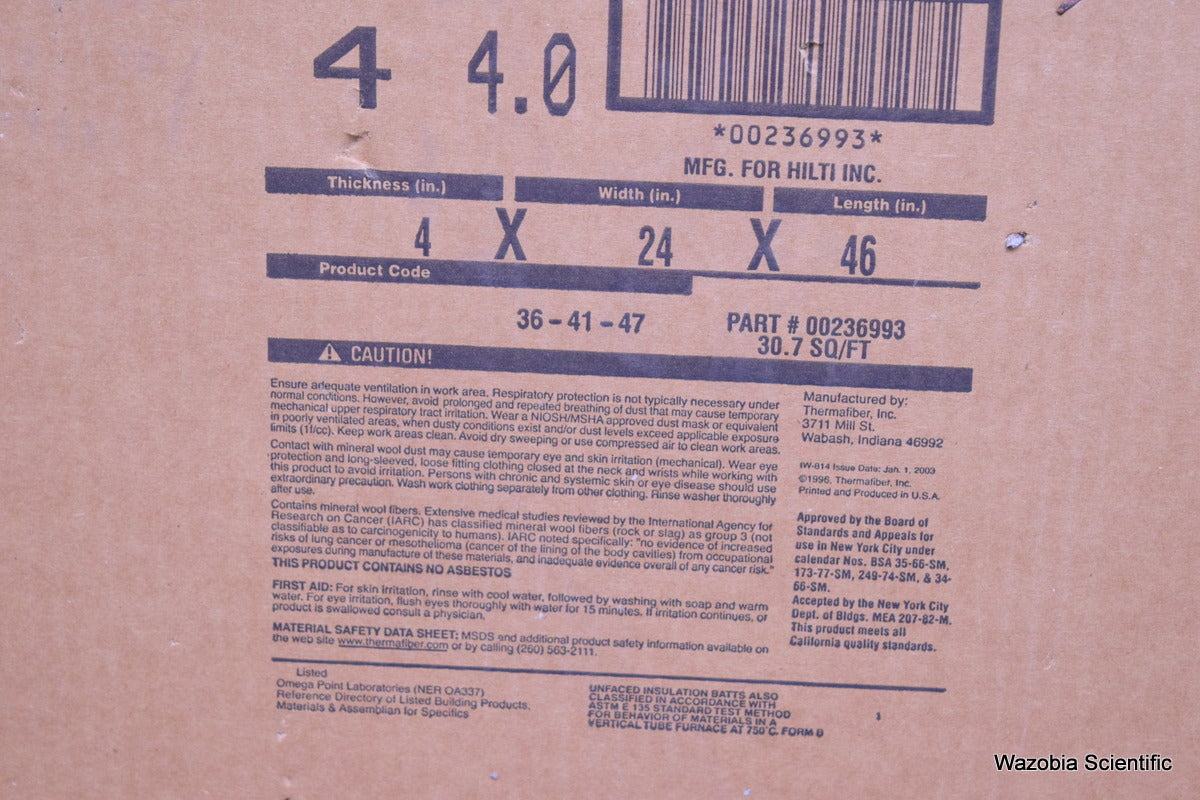 4 4.0
*00236993*
MFG. FOR HILTI INC.
Thickness (in.) Width (in.) Length (in.)
4 X 24 X 46
Product Code
36 – 41 – 47
PART # 00236993
30.7 SQ/FT
CAUTION!
Ensure adequate ventilation in work area. Respiratory protection is not typically necessary under
normal conditions. However, avoid prolonged and repeated breathing of dust that may cause temporary
mechanical upper respiratory tract irritation. Wear a NIOSH/MSHA approved dust mask or equivalent
in poorly ventilated areas, when dusty conditions exist and/or dust levels exceed applicable exposure
limits (1f/cc). Keep work areas clean. Avoid dry sweeping or use compressed air to clean work areas.
Contact with mineral wool dust may cause temporary eye and skin irritation (mechanical). Wear eye
protection and long-sleeved, loose fitting clothing closed at the neck and wrists while working with
this product to avoid irritation. Persons with chronic and systemic skin or eye disease should use
extraordinary precaution. Wash work clothing separately from other clothing. Rinse washer thoroughly
after use.
Contains mineral wool fibers. Extensive medical studies reviewed by the International Agency for
Research on Cancer (IARC) has classified mineral wool fibers (rock or slag) as group 3 (not
classifiable as to carcinogenicity to humans). IARC noted specifically: "no evidence of increased
risks of lung cancer or mesothelioma (cancer of the lining of the body cavities) from occupational
exposures during manufacture of these materials, and inadequate evidence overall of any cancer risk."
THIS PRODUCT CONTAINS NO ASBESTOS
FIRST AID: For skin irritation, rinse with cool water, followed by washing with soap and warm
water. For eye irritation, flush eyes thoroughly with water for 15 minutes. If irritation continues, or
product is swallowed consult a physician.
MATERIAL SAFETY DATA SHEET: MSDS and additional product safety information available on
the web site www.thermafiber.com or by calling (260) 563-2111.
Manufactured by:
Thermafiber, Inc.
3711 Mill St.
Wabash, Indiana 46992
IW-814 Issue Date: Jan. 1, 2003
©1996, Thermafiber, Inc.
Printed and Produced in U.S.A.
Approved by the Board of
Standards and Appeals for
use in New York City under
calendar Nos. BSA 35-66-SM,
173-77-SM, 249-74-SM, & 34-
66-SM.
Accepted by the New York City
Dept. of Bldgs. MEA 207-82-M.
This product meets all
California quality standards.
Listed
Omega Point Laboratories (NER OA337)
Reference Directory of Listed Building Products,
Materials & Assemblian for Specifics
UNFACED INSULATION BATTS ALSO
CLASSIFIED IN ACCORDANCE WITH
ASTM E 135 STANDARD TEST METHOD
FOR BEHAVIOR OF MATERIALS IN A
VERTICAL TUBE FURNACE AT 750°C. FORM
Wazobia Scientific